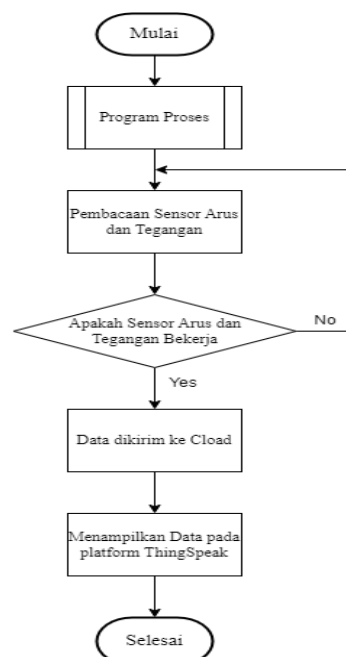 Mulai
Program Proses
Pembacaan Sensor Arus
dan Tegangan
Apakah Sensor Arus dan
Tegangan Bekerja
No
Yes
Data dikirim ke Cload
Menampilkan Data pada
platform ThingSpeak
Selesai